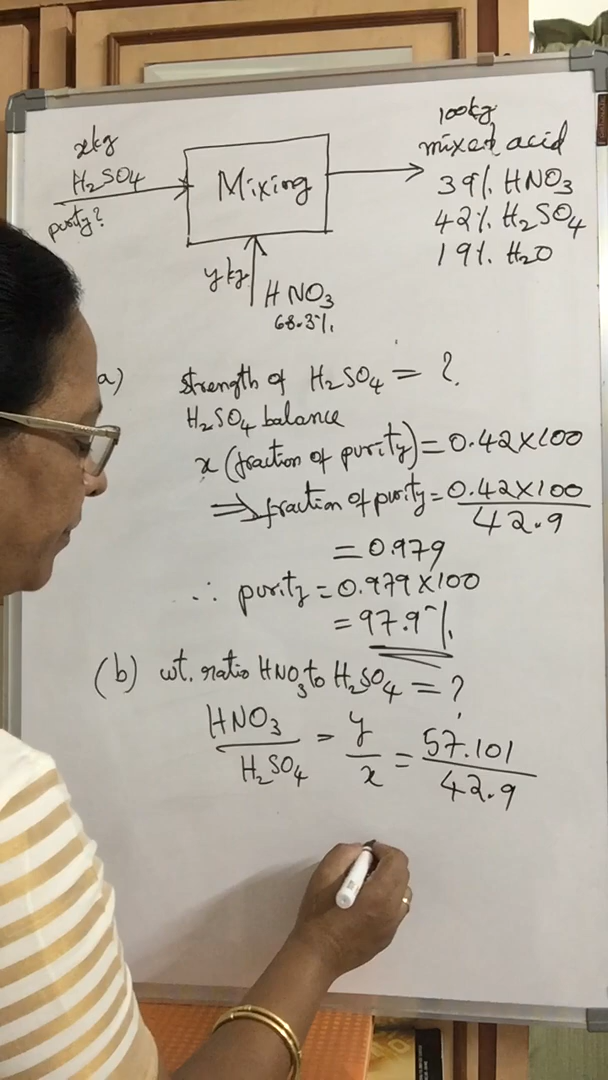 100kg
mixed acid
39% HNO3
42% H2SO4
19% H2O
xkg
H2SO4
purity?
Mixing
y kg
HNO3
68.3%
a) strength of H2SO4 = ?
H2SO4 balance
x (fraction of purity) = 0.42×100
⇒ fraction of purity = 0.42×100 / 42.9
= 0.979
∴ purity = 0.979×100
= 97.9%
(b) wt. ratio HNO3 to H2SO4 = ?
HNO3 / H2SO4 = y / x = 57.101 / 42.9